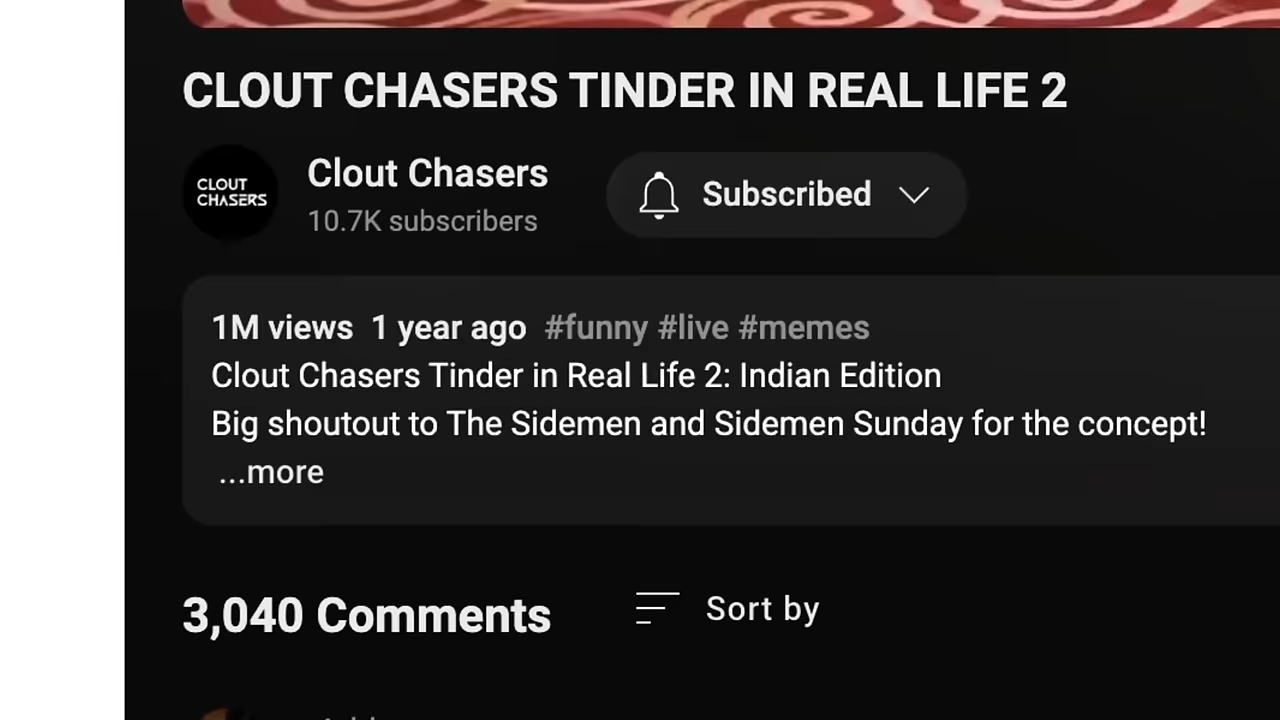 CLOUT CHASERS TINDER IN REAL LIFE 2
CLOUT
CHASERS
Clout Chasers
10.7K subscribers
Subscribed
1M views 1 year ago #funny #live #memes
Clout Chasers Tinder in Real Life 2: Indian Edition
Big shoutout to The Sidemen and Sidemen Sunday for the concept!
...more
3,040 Comments
Sort by